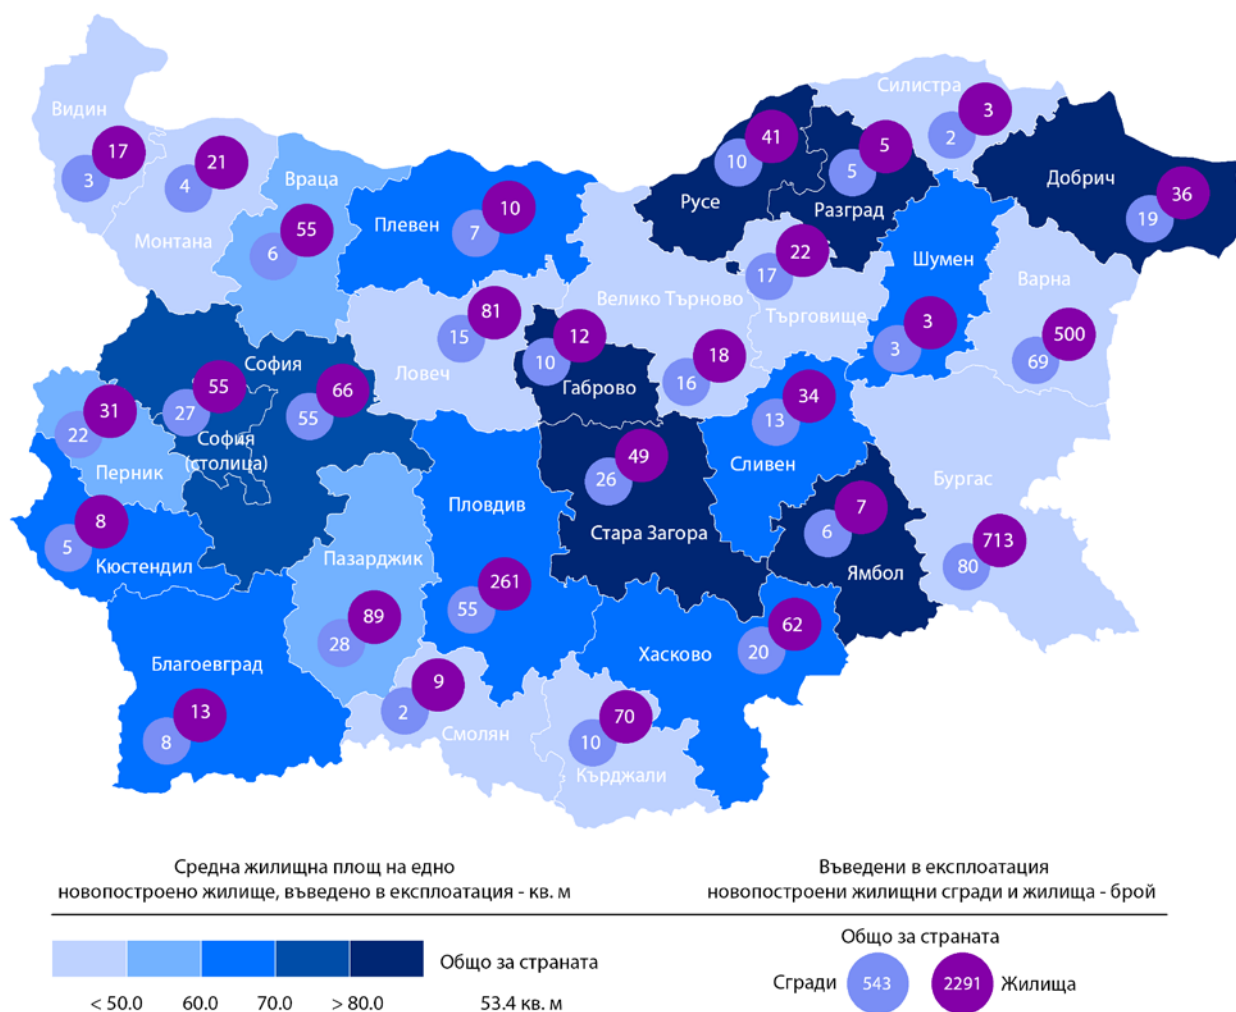 Силистра
3
2
Видин
17
3
21
4
Монтана
Враца
55
6
Плевен
10
7
41
10
Русе
5
5
Разград
Добрич
36
19
Шумен
3
3
Варна
500
69
22
17
Търговище
Велико Търново
18
16
81
15
Ловеч
12
10
Габрово
София
55
27
66
55
София
(столица)
31
22
Перник
34
13
Сливен
49
26
Стара Загора
Бургас
713
80
7
6
Ямбол
8
5
Кюстендил
Пазарджик
89
28
Пловдив
261
55
62
20
Хасково
Благоевград
13
8
9
2
Смолян
70
10
Кърджали
Средна жилищна площ на едно
новопостроено жилище, въведено в експлоатация - кв. м
< 50.0 60.0 70.0 > 80.0
Общо за страната
53.4 кв. м
Въведени в експлоатация
новопостроени жилищни сгради и жилища - брой
Общо за страната
Сгради 543 2291 Жилища